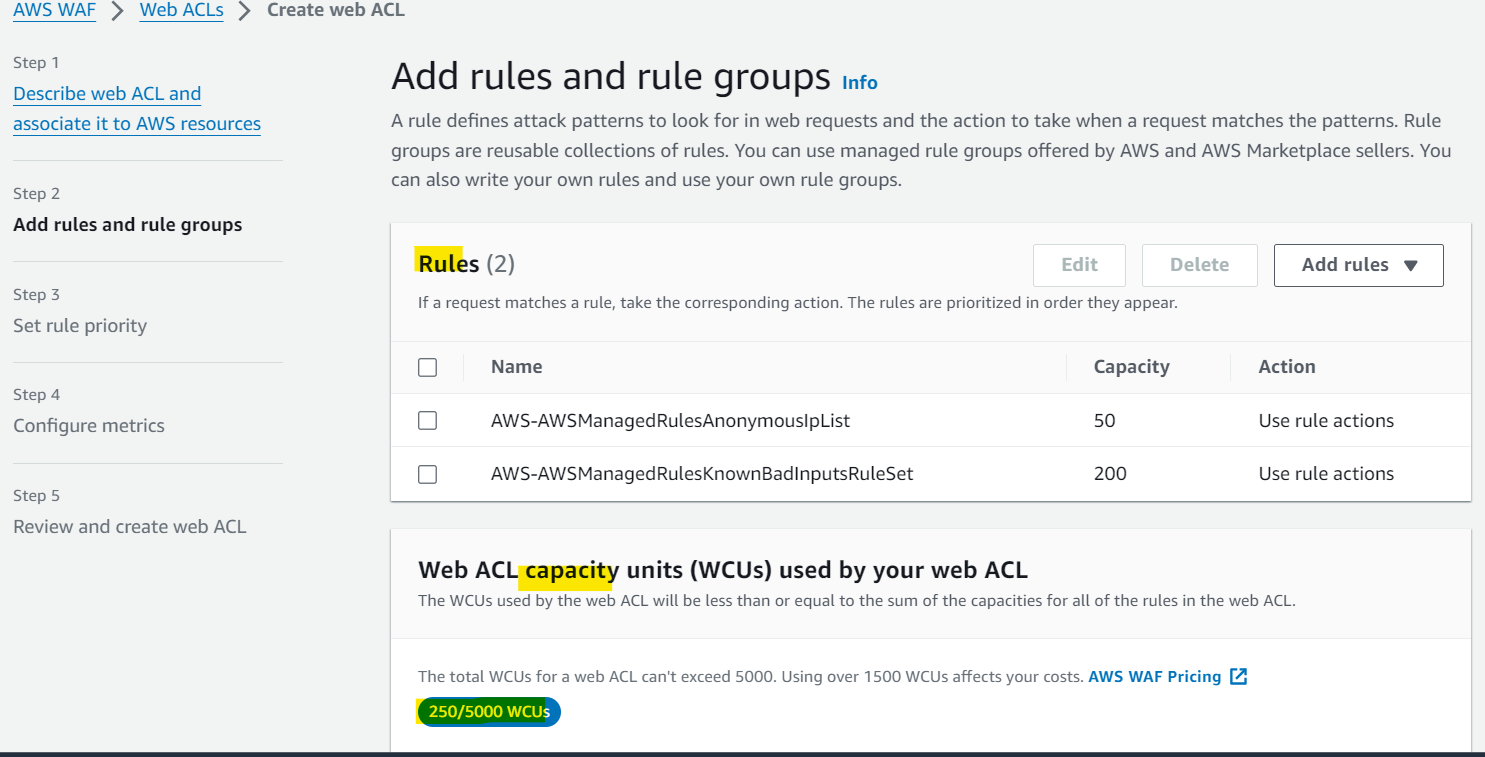 AWS WAF > Web ACLs > Create web ACL
Step 1
Describe web ACL and
associate it to AWS resources
Step 2
Add rules and rule groups
Step 3
Set rule priority
Step 4
Configure metrics
Step 5
Review and create web ACL
Add rules and rule groups Info
A rule defines attack patterns to look for in web requests and the action to take when a request matches the patterns. Rule
groups are reusable collections of rules. You can use managed rule groups offered by AWS and AWS Marketplace sellers. You
can also write your own rules and use your own rule groups.
Rules (2) Edit Delete Add rules ▼
If a request matches a rule, take the corresponding action. The rules are prioritized in order they appear.
Name Capacity Action
AWS-AWSManagedRulesAnonymousIpList 50 Use rule actions
AWS-AWSManagedRulesKnownBadInputsRuleSet 200 Use rule actions
Web ACL capacity units (WCUs) used by your web ACL
The WCUs used by the web ACL will be less than or equal to the sum of the capacities for all of the rules in the web ACL.
The total WCUs for a web ACL can't exceed 5000. Using over 1500 WCUs affects your costs. AWS WAF Pricing
250/5000 WCUs